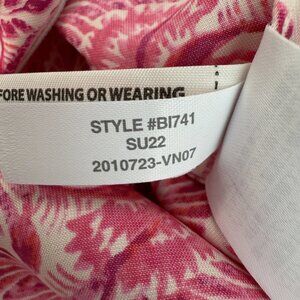 FORE WASHING OR WEARING
STYLE #BI741
SU22
2010723-VN07